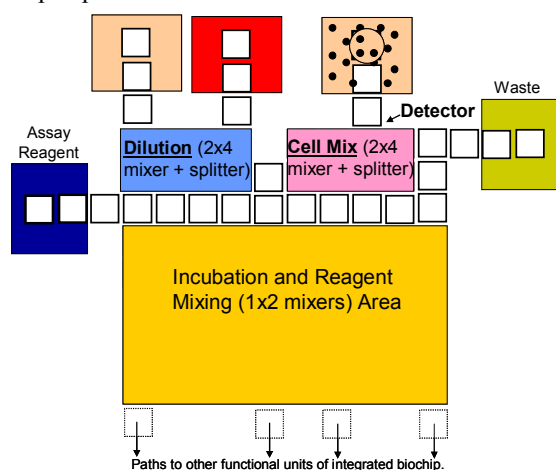 Detector
Waste
Assay
Reagent
Dilution (2x4
mixer + splitter)
Cell Mix (2x4
mixer + splitter)
Incubation and Reagent
Mixing (1x2 mixers) Area
Paths to other functional units of integrated biochip.